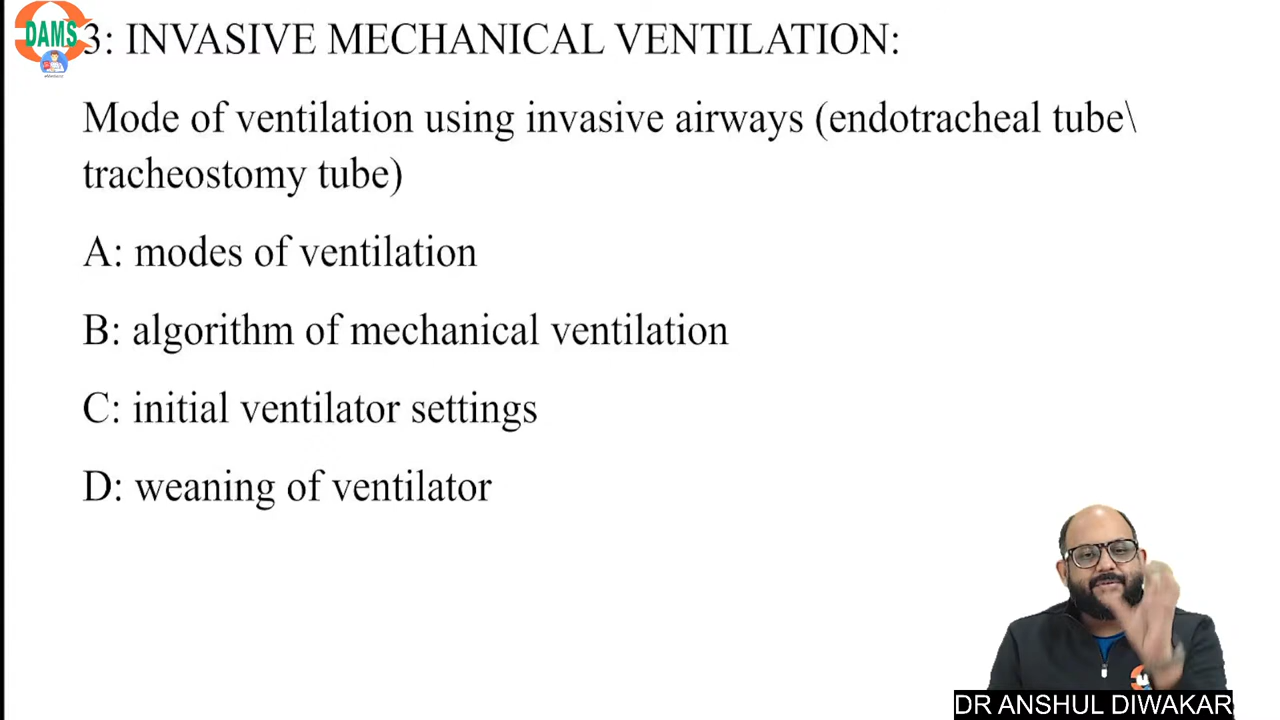 DAMS
3: INVASIVE MECHANICAL VENTILATION:
Mode of ventilation using invasive airways (endotracheal tube\
tracheostomy tube)
A: modes of ventilation
B: algorithm of mechanical ventilation
C: initial ventilator settings
D: weaning of ventilator
DR ANSHUL DIWAKAR